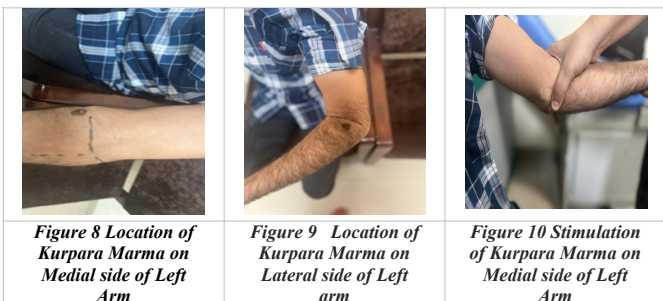 Figure 8 Location of
Kurpara Marma on
Medial side of Left
Arm
Figure 9 Location of
Kurpara Marma on
Lateral side of Left
arm
Figure 10 Stimulation
of Kurpara Marma on
Medial side of Left
Arm